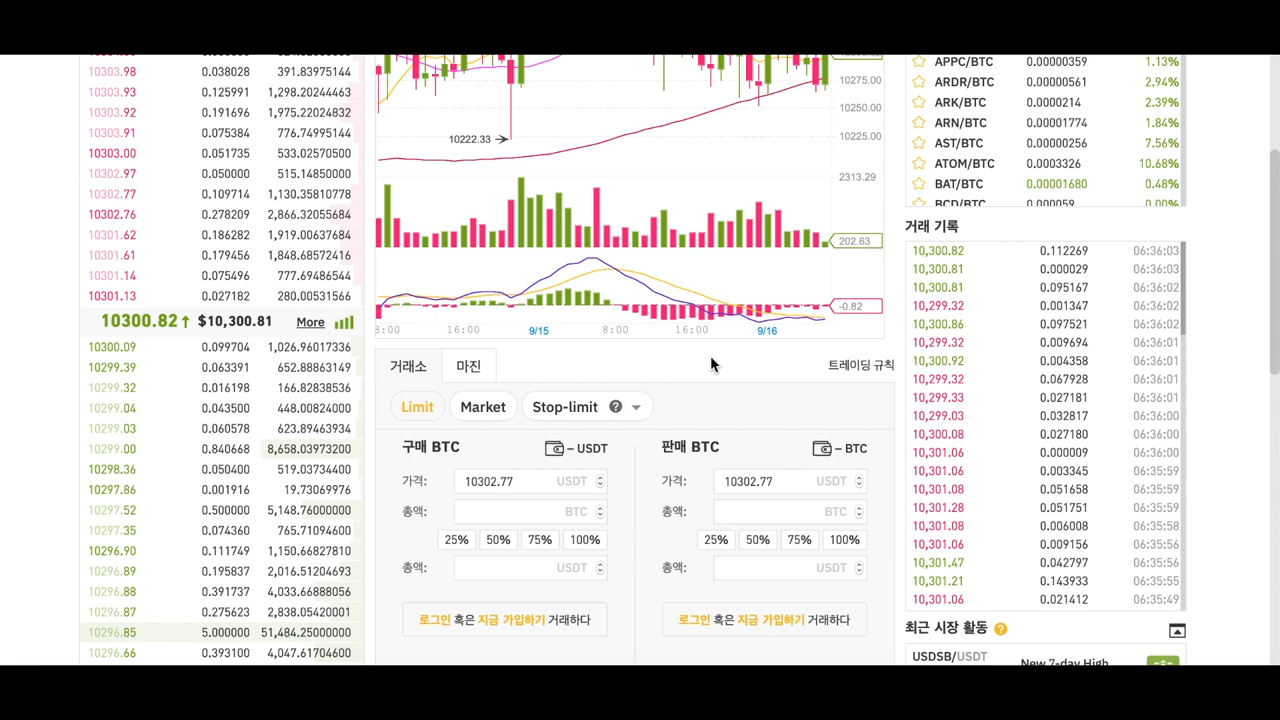 10303.98 0.038028 391.83975144
10303.93 0.125991 1,298.20244463
10303.92 0.191696 1,975.22024832
10303.91 0.075384 776.74995144
10303.00 0.051735 533.02570500
10302.97 0.050000 515.14850000
10302.77 0.109714 1,130.35810778
10302.76 0.278209 2,866.32055684
10301.62 0.186282 1,919.00637684
10301.61 0.179456 1,848.68572416
10301.14 0.075496 777.69486544
10301.13 0.027182 280.00531566
10300.82↑ $10,300.81 More
10300.09 0.099704 1,026.96017336
10299.39 0.063391 652.88863149
10299.32 0.016198 166.82838536
10299.04 0.043500 448.00824000
10299.03 0.060578 623.89463934
10299.00 0.840668 8,658.03973200
10298.36 0.050400 519.03734400
10297.86 0.001916 19.73069976
10297.52 0.500000 5,148.76000000
10297.35 0.074360 765.71094600
10296.90 0.111749 1,150.66827810
10296.89 0.195837 2,016.51204693
10296.88 0.391737 4,033.66888056
10296.87 0.275623 2,838.05420001
10296.85 5.000000 51,484.25000000
10296.66 0.393100 4,047.61704600
10275.00
10250.00
10225.00
10222.33
2313.29
202.63
-0.82
8:00 16:00 9/15 8:00 16:00 9/16
거래소 마진 트레이딩 규칙
Limit Market Stop-limit ?
구매 BTC – USDT
가격: 10302.77 USDT
총액: BTC
25% 50% 75% 100%
총액: USDT
로그인 혹은 지금 가입하기 거래하다
판매 BTC – BTC
가격: 10302.77 USDT
총액: BTC
25% 50% 75% 100%
총액: USDT
로그인 혹은 지금 가입하기 거래하다
APPC/BTC 0.00000359 1.13%
ARDR/BTC 0.00000561 2.94%
ARK/BTC 0.0000214 2.39%
ARN/BTC 0.00001774 1.84%
AST/BTC 0.00000256 7.56%
ATOM/BTC 0.0003326 10.68%
BAT/BTC 0.00001680 0.48%
BCD/BTC 0.000059 0.00%
거래 기록
10,300.82 0.112269 06:36:03
10,300.81 0.000029 06:36:03
10,300.81 0.095167 06:36:02
10,299.32 0.001347 06:36:02
10,300.86 0.097521 06:36:02
10,299.32 0.009694 06:36:01
10,300.92 0.004358 06:36:01
10,299.32 0.067928 06:36:01
10,299.33 0.027181 06:36:01
10,299.03 0.032817 06:36:00
10,300.08 0.027180 06:36:00
10,301.06 0.000009 06:36:00
10,301.06 0.003345 06:35:59
10,301.08 0.051658 06:35:59
10,301.28 0.051751 06:35:59
10,301.08 0.006008 06:35:58
10,301.06 0.009156 06:35:56
10,301.47 0.042797 06:35:56
10,301.21 0.143933 06:35:55
10,301.06 0.021412 06:35:49
최근 시장 활동 ?
USDSB/USDT New 7-day High